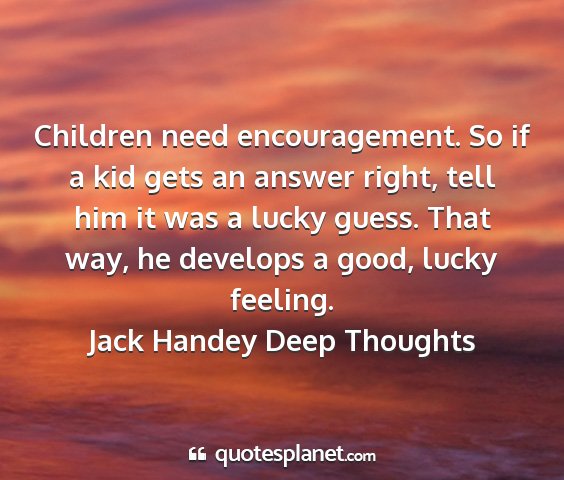 Children need encouragement. So if
a kid gets an answer right, tell
him it was a lucky guess. That
way, he develops a good, lucky
feeling.
Jack Handey Deep Thoughts
quotesplanet.com